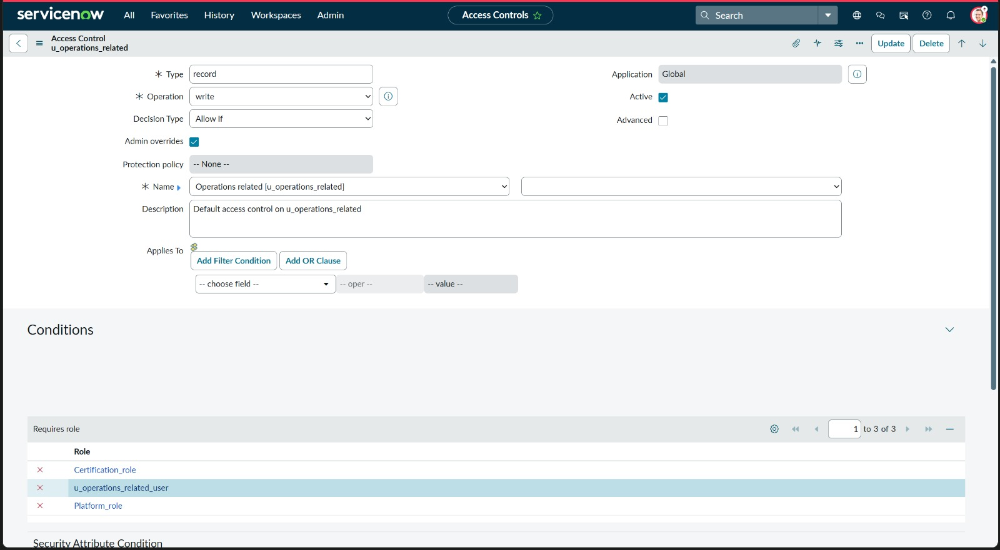 servicenow All Favorites History Workspaces Admin Access Controls Search
Access Control
u_operations_related
Update Delete
Type record
Application Global
Operation write
Active
Decision Type Allow If
Advanced
Admin overrides
Protection policy -- None --
Name Operations related [u_operations_related]
Description Default access control on u_operations_related
Applies To
Add Filter Condition Add OR Clause
-- choose field -- -- oper -- -- value --
Conditions
Requires role 1 to 3 of 3
Role
Certification_role
u_operations_related_user
Platform_role
Security Attribute Condition